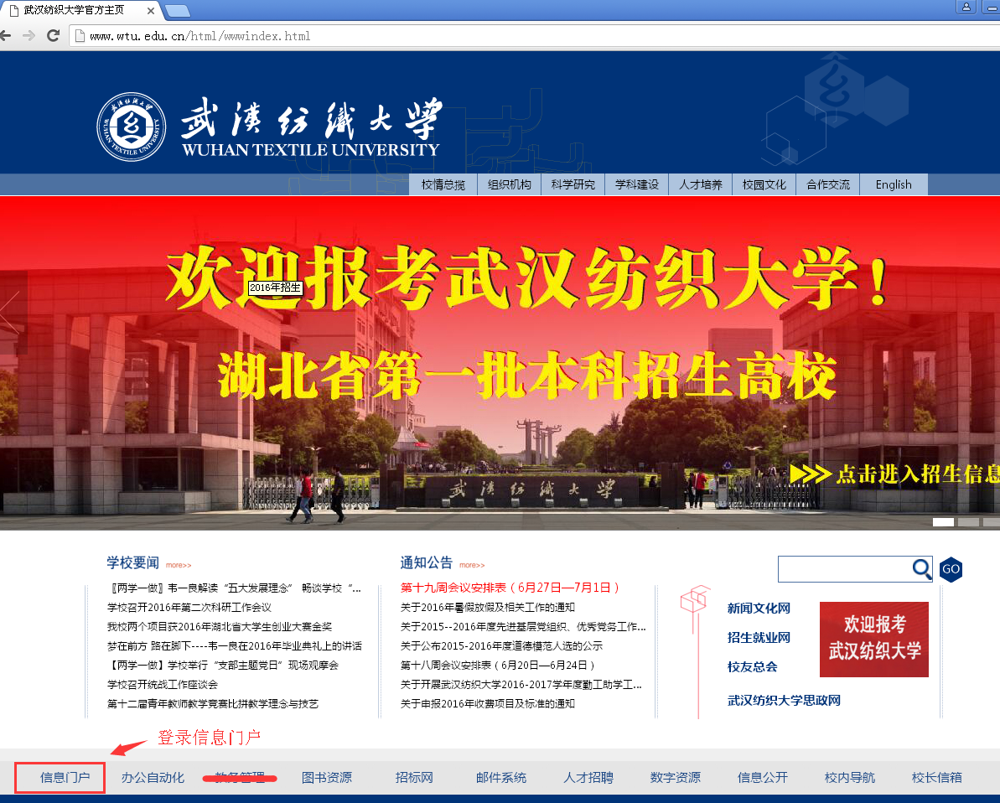 武汉纺织大学官方主页
www.wtu.edu.cn/html/wwwindex.html
武漢纺織大学
WUHAN TEXTILE UNIVERSITY
校情总揽 组织机构 科学研究 学科建设 人才培养 校园文化 合作交流 English
欢迎报考武汉纺织大学！
2016年招生
湖北省第一批本科招生高校
点击进入招生信息
武漢纺織大学
学校要闻 more>>
〖两学一做〗韦一良解读“五大发展理念” 畅谈学校“...
学校召开2016年第二次科研工作会议
我校两个项目获2016年湖北省大学生创业大赛金奖
梦在前方 路在脚下----韦一良在2016年毕业典礼上的讲话
【两学一做】学校举行“支部主题党日”现场观摩会
学校召开统战工作座谈会
第十二届青年教师教学竞赛比拼教学理念与技艺
通知公告 more>>
第十九周会议安排表（6月27日—7月1日）
关于2016年暑假放假及相关工作的通知
关于2015--2016年度先进基层党组织、优秀党务工作...
关于公布2015-2016年度道德模范人选的公示
第十八周会议安排表（6月20日—6月24日）
关于开展武汉纺织大学2016-2017学年度勤工助学工...
关于申报2016年收费项目及标准的通知
GO
新闻文化网
招生就业网
校友总会
武汉纺织大学思政网
欢迎报考
武汉纺织大学
登录信息门户
信息门户 办公自动化 教务管理 图书资源 招标网 邮件系统 人才招聘 数字资源 信息公开 校内导航 校长信箱